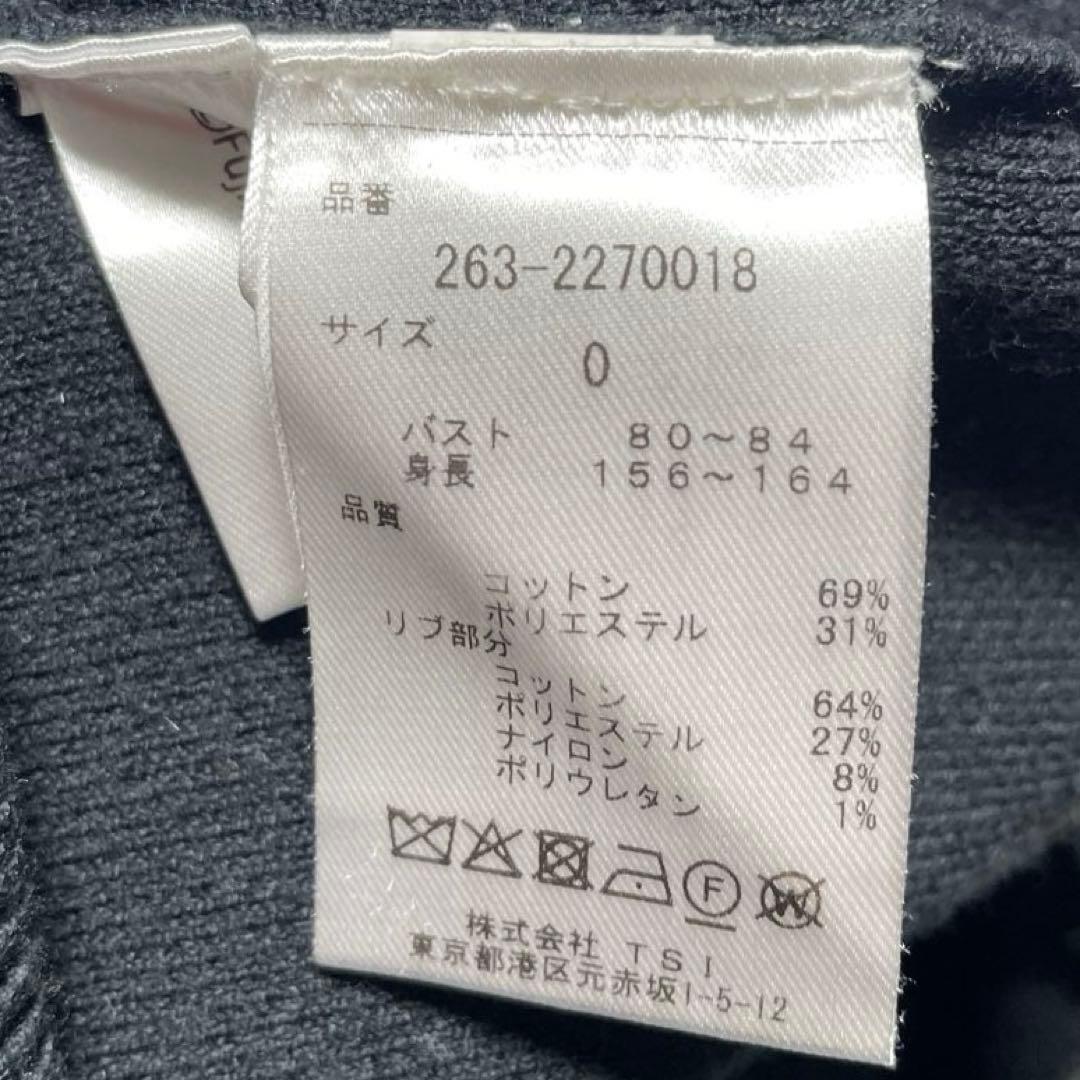 品番
263-2270018
サイズ
0
バスト 80～84
身長 156～164
品質
コットン 69%
ポリエステル 31%
リブ部分
コットン 64%
ポリエステル 27%
ナイロン 8%
ポリウレタン 1%
F W
株式会社 TSI
東京都港区元赤坂1-5-12